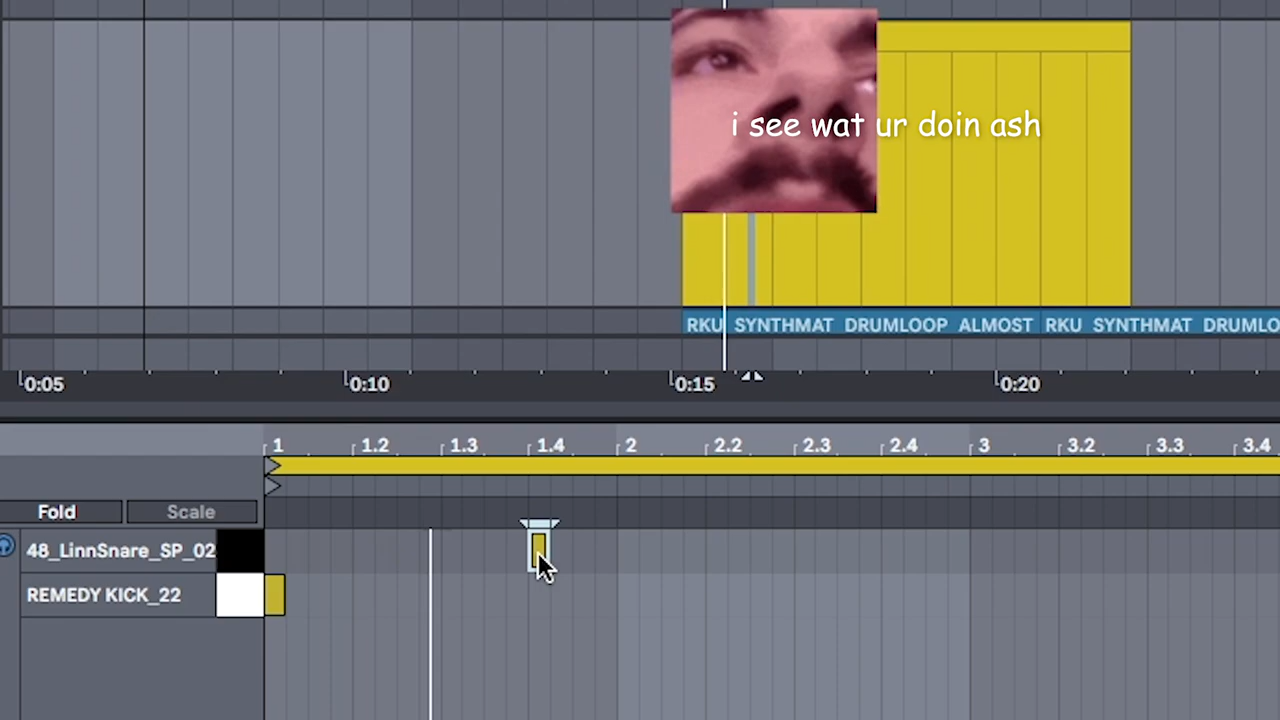 i see wat ur doin ash
RKU SYNTHMAT DRUMLOOP ALMOST RKU SYNTHMAT DRUMLO
0:05 0:10 0:15 0:20
1 1.2 1.3 1.4 2 2.2 2.3 2.4 3 3.2 3.3 3.4
Fold Scale
48_LinnSnare_SP_02
REMEDY KICK_22